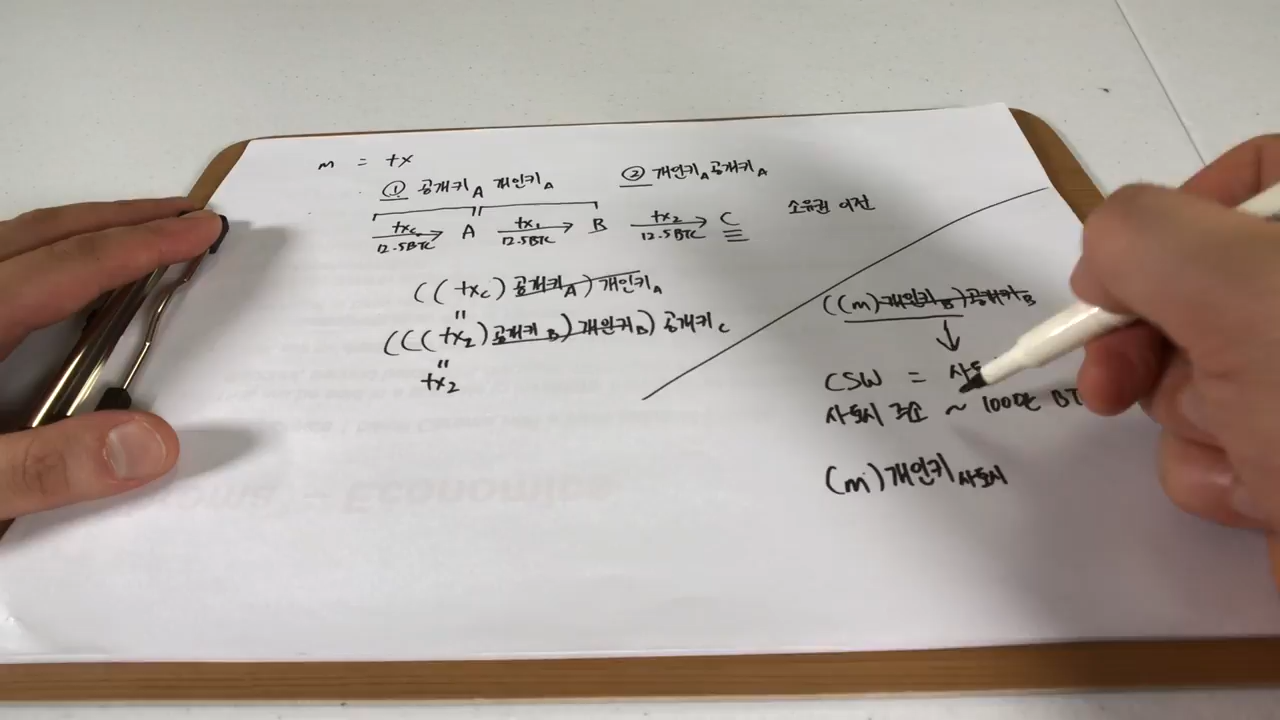 m = tx
① 공개키A 개인키A
② 개인키A 공개키A
txc 12.5BTC A tx1 12.5BTC B tx2 12.5BTC C
소유권 이전
((txc)공개키A)개인키A
"
(((tx2)공개키B)개인키B)공개키C
"
tx2
((m)개인키B)공개키B
↓
CSW = 사토
사토시 주소 ~ 100만 BT
(m)개인키사토시